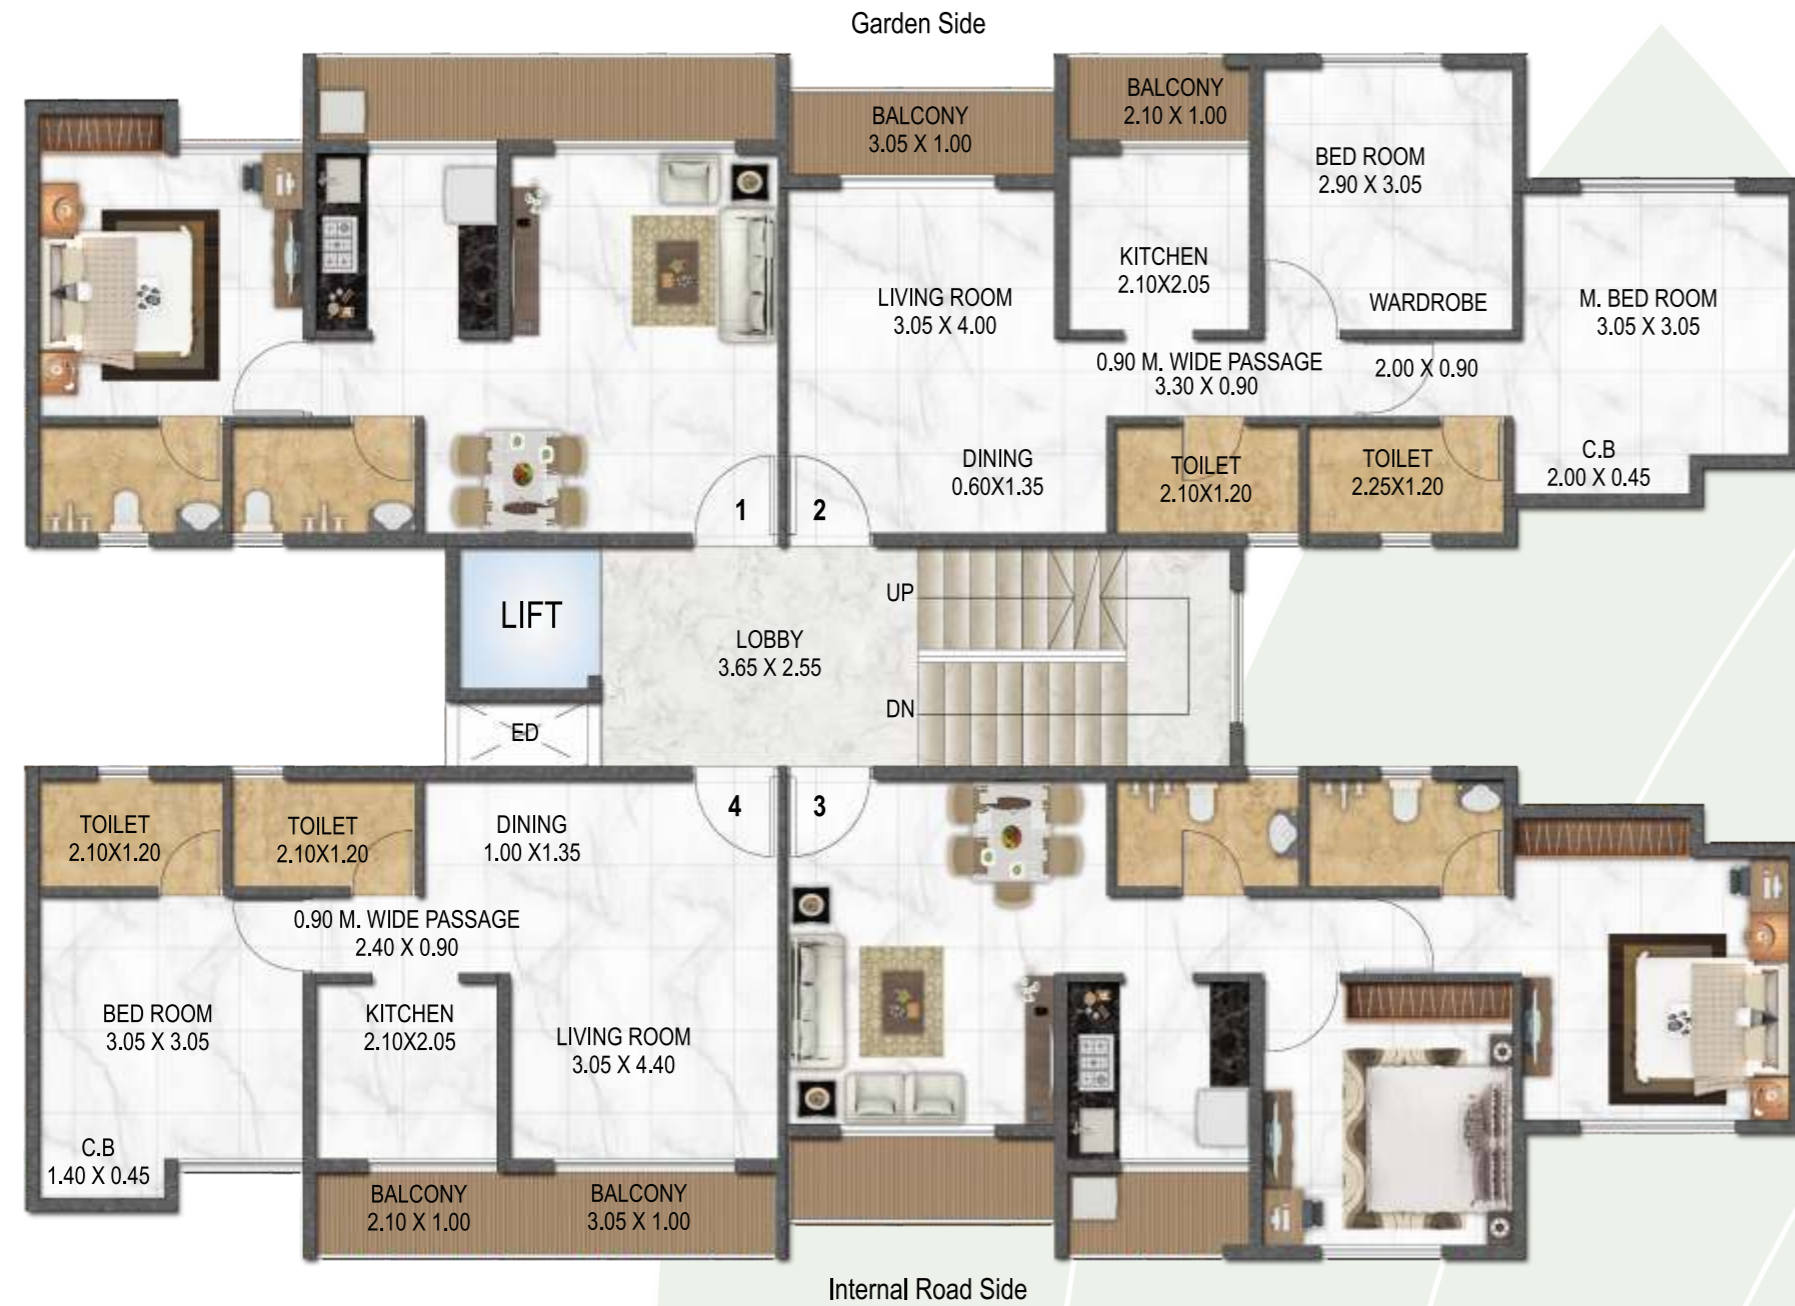 Garden Side
BALCONY
3.05 X 1.00
BALCONY
2.10 X 1.00
BED ROOM
2.90 X 3.05
KITCHEN
2.10X2.05
LIVING ROOM
3.05 X 4.00
WARDROBE
M. BED ROOM
3.05 X 3.05
0.90 M. WIDE PASSAGE
3.30 X 0.90
2.00 X 0.90
DINING
0.60X1.35
TOILET
2.10X1.20
TOILET
2.25X1.20
C.B
2.00 X 0.45
1
2
LIFT
UP
LOBBY
3.65 X 2.55
DN
ED
4
3
TOILET
2.10X1.20
TOILET
2.10X1.20
DINING
1.00 X1.35
0.90 M. WIDE PASSAGE
2.40 X 0.90
BED ROOM
3.05 X 3.05
KITCHEN
2.10X2.05
LIVING ROOM
3.05 X 4.40
C.B
1.40 X 0.45
BALCONY
2.10 X 1.00
BALCONY
3.05 X 1.00
Internal Road Side